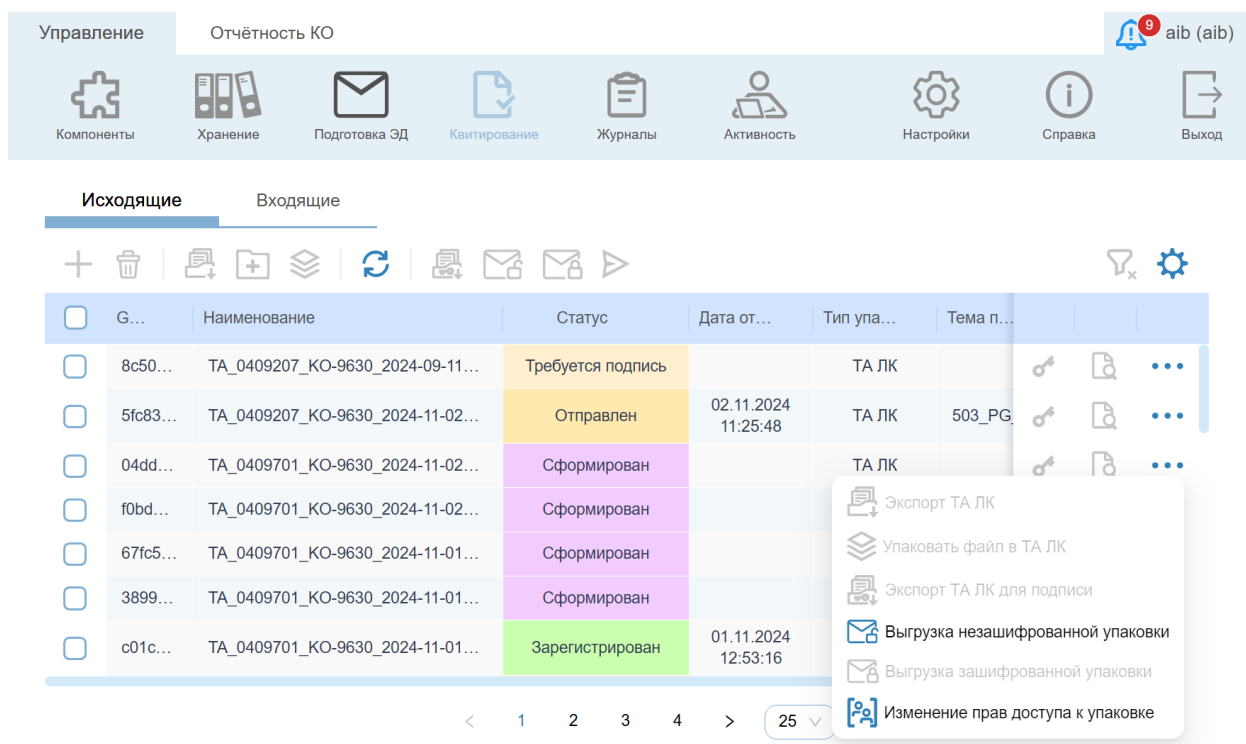 Управление
Отчётность КО
9
aib (aib)
Компоненты
Хранение
Подготовка ЭД
Квитирование
Журналы
Активность
Настройки
Справка
Выход
Исходящие
Входящие
G...
Наименование
Статус
Дата от...
Тип упа...
Тема п...
8c50... TA_0409207_KO-9630_2024-09-11... Требуется подпись ТА ЛК
5fc83... TA_0409207_KO-9630_2024-11-02... Отправлен 02.11.2024 11:25:48 ТА ЛК 503_PG_
04dd... TA_0409701_KO-9630_2024-11-02... Сформирован ТА ЛК
f0bd... TA_0409701_KO-9630_2024-11-02... Сформирован
67fc5... TA_0409701_KO-9630_2024-11-01... Сформирован
3899... TA_0409701_KO-9630_2024-11-01... Сформирован
c01c... TA_0409701_KO-9630_2024-11-01... Зарегистрирован 01.11.2024 12:53:16
Экспорт ТА ЛК
Упаковать файл в ТА ЛК
Экспорт ТА ЛК для подписи
Выгрузка незашифрованной упаковки
Выгрузка зашифрованной упаковки
Изменение прав доступа к упаковке
< 1 2 3 4 > 25